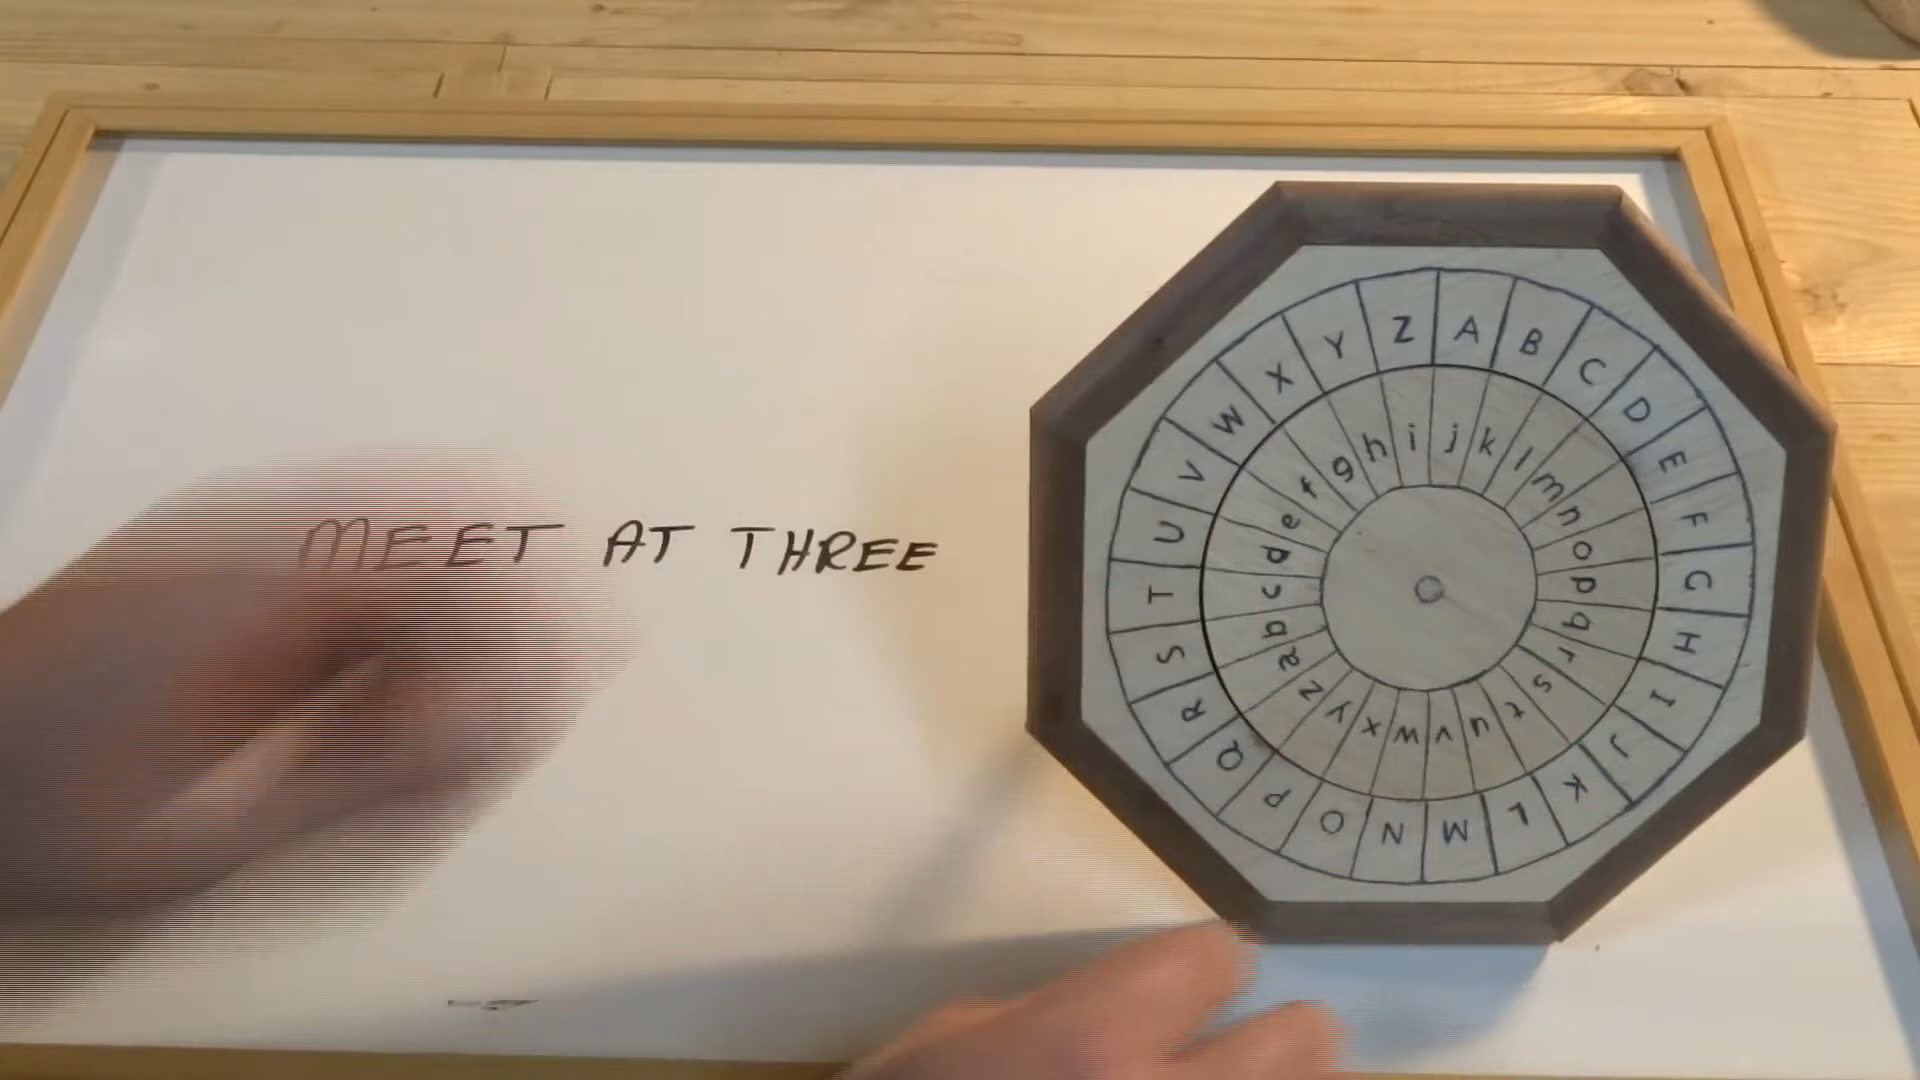 MEET AT THREE
A B C D E F G H I J K L M N O P Q R S T U V W X Y Z
a b c d e f g h i j k l m n o p q r s t u v w x y z